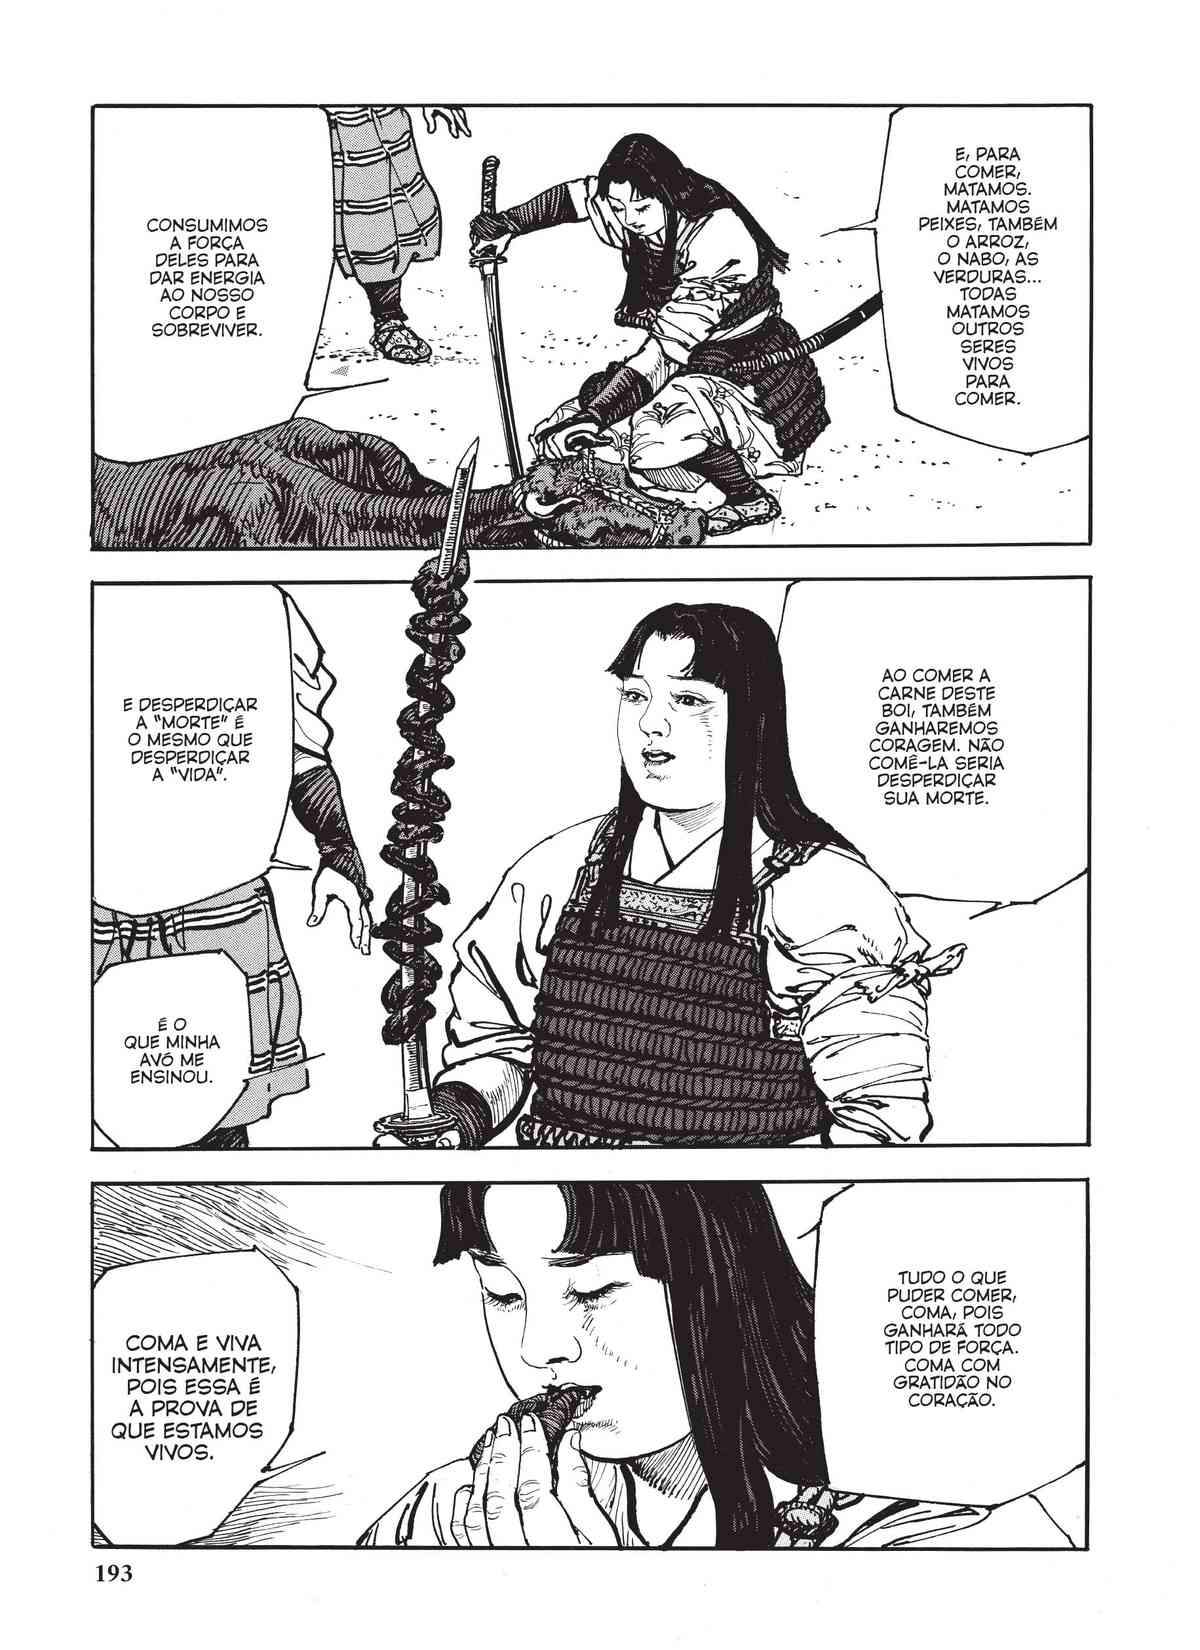 E, PARA
COMER,
MATAMOS.
MATAMOS
PEIXES, TAMBÉM
O ARROZ,
O NABO, AS
VERDURAS...
TODAS
MATAMOS
OUTROS
SERES
VIVOS
PARA
COMER.
CONSUMIMOS
A FORÇA
DELES PARA
DAR ENERGIA
AO NOSSO
CORPO E
SOBREVIVER.
AO COMER A
CARNE DESTE
BOI, TAMBÉM
GANHAREMOS
CORAGEM. NÃO
COMÊ-LA SERIA
DESPERDIÇAR
SUA MORTE.
E DESPERDIÇAR
A "MORTE" É
O MESMO QUE
DESPERDIÇAR
A "VIDA".
É O
QUE MINHA
AVÓ ME
ENSINOU.
TUDO O QUE
PUDER COMER,
COMA, POIS
GANHARÁ TODO
TIPO DE FORÇA.
COMA COM
GRATIDÃO NO
CORAÇÃO.
COMA E VIVA
INTENSAMENTE,
POIS ESSA É
A PROVA DE
QUE ESTAMOS
VIVOS.
193